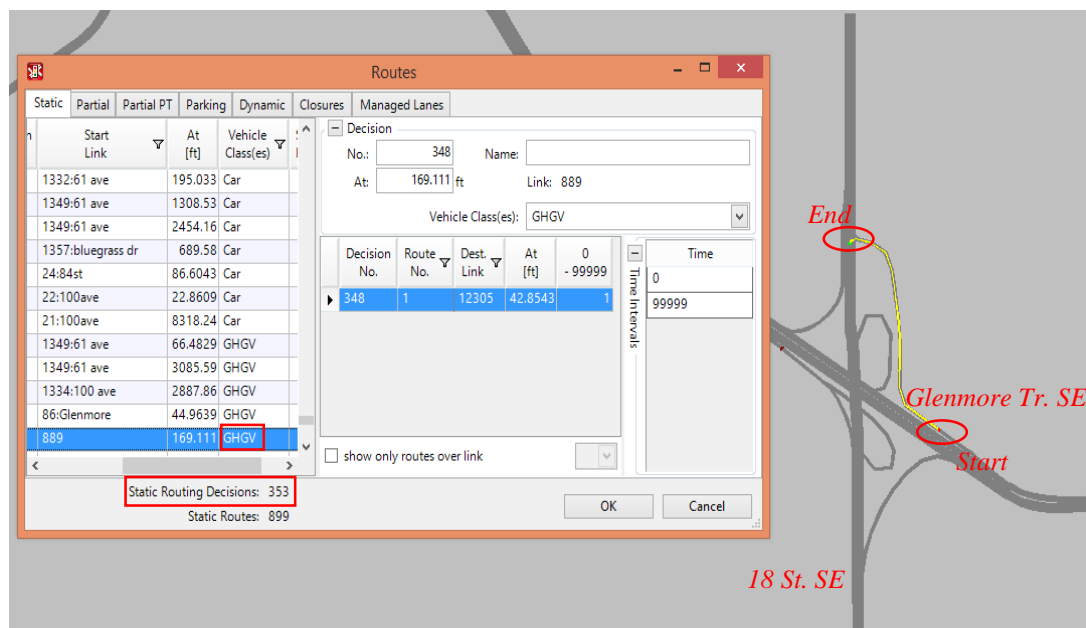 Routes
Static Partial Partial PT Parking Dynamic Closures Managed Lanes
Start Link At [ft] Vehicle Class(es)
1332:61 ave 195.033 Car
1349:61 ave 1308.53 Car
1349:61 ave 2454.16 Car
1357:bluegrass dr 689.58 Car
24:84st 86.6043 Car
22:100ave 22.8609 Car
21:100ave 8318.24 Car
1349:61 ave 66.4829 GHGV
1349:61 ave 3085.59 GHGV
1334:100 ave 2887.86 GHGV
86:Glenmore 44.9639 GHGV
889 169.111 GHGV
Static Routing Decisions: 353
Static Routes: 899
Decision
No.: 348 Name:
At: 169.111 ft Link: 889
Vehicle Class(es): GHGV
Decision No. Route No. Dest. Link At [ft] 0 - 99999
348 1 12305 42.8543 1
Time Intervals
Time
0
99999
show only routes over link
OK Cancel
End
Glenmore Tr. SE
Start
18 St. SE